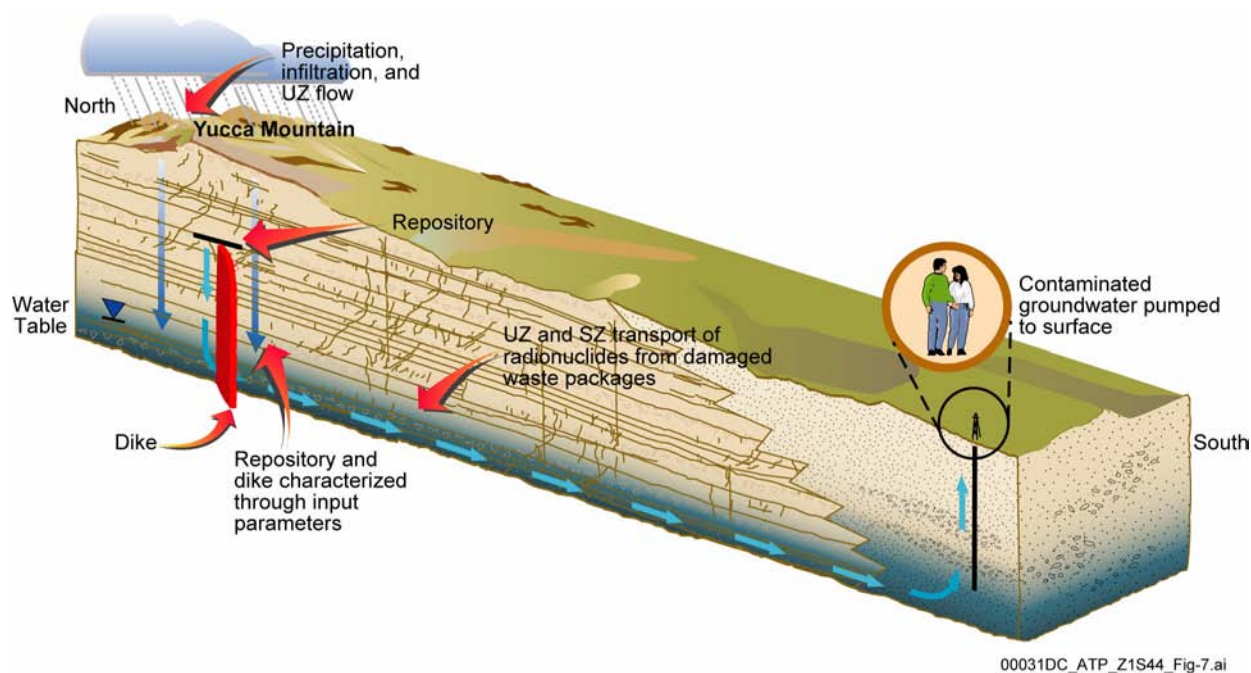 Precipitation,
infiltration, and
UZ flow
North
Yucca Mountain
Repository
Contaminated
groundwater pumped
to surface
Water
Table
UZ and SZ transport of
radionuclides from damaged
waste packages
South
Dike
Repository and
dike characterized
through input
parameters
00031DC_ATP_Z1S44_Fig-7.ai